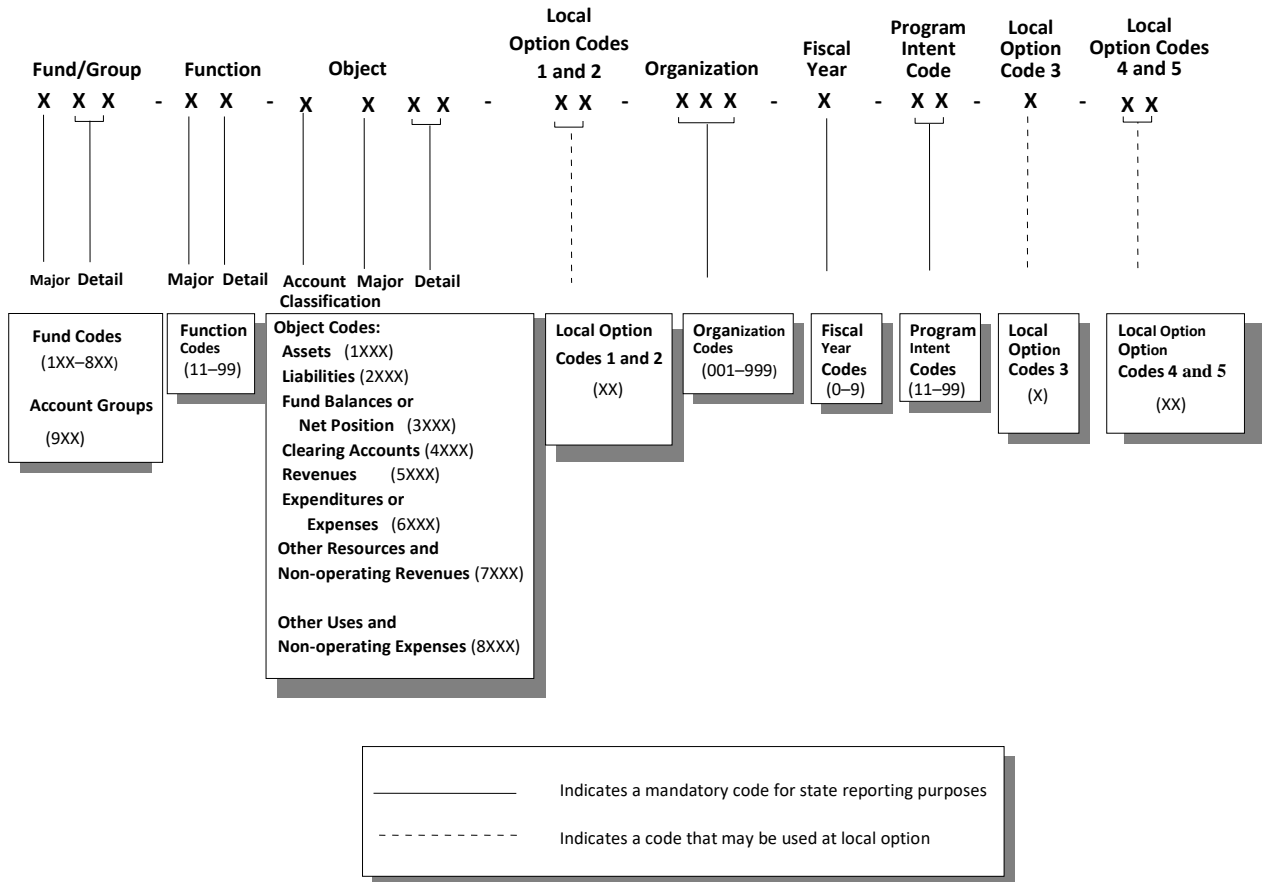 Fund/Group
Function
Object
Local
Option Codes
1 and 2
Organization
Fiscal
Year
Program
Intent
Code
Local
Option
Code 3
Local
Option Codes
4 and 5
X X X - X X - X X X X - X X - X X X - X - X X - X - X X
Major Detail
Major Detail
Account Major Detail
Classification
Fund Codes
(1XX–8XX)
Account Groups
(9XX)
Function
Codes
(11–99)
Object Codes:
Assets (1XXX)
Liabilities (2XXX)
Fund Balances or
Net Position (3XXX)
Clearing Accounts (4XXX)
Revenues (5XXX)
Expenditures or
Expenses (6XXX)
Other Resources and
Non-operating Revenues (7XXX)
Other Uses and
Non-operating Expenses (8XXX)
Local Option
Codes 1 and 2
(XX)
Organization
Codes
(001–999)
Fiscal
Year
Codes
(0–9)
Program
Intent
Codes
(11–99)
Local
Option
Codes 3
(X)
Local Option
Option
Codes 4 and 5
(XX)
Indicates a mandatory code for state reporting purposes
Indicates a code that may be used at local option